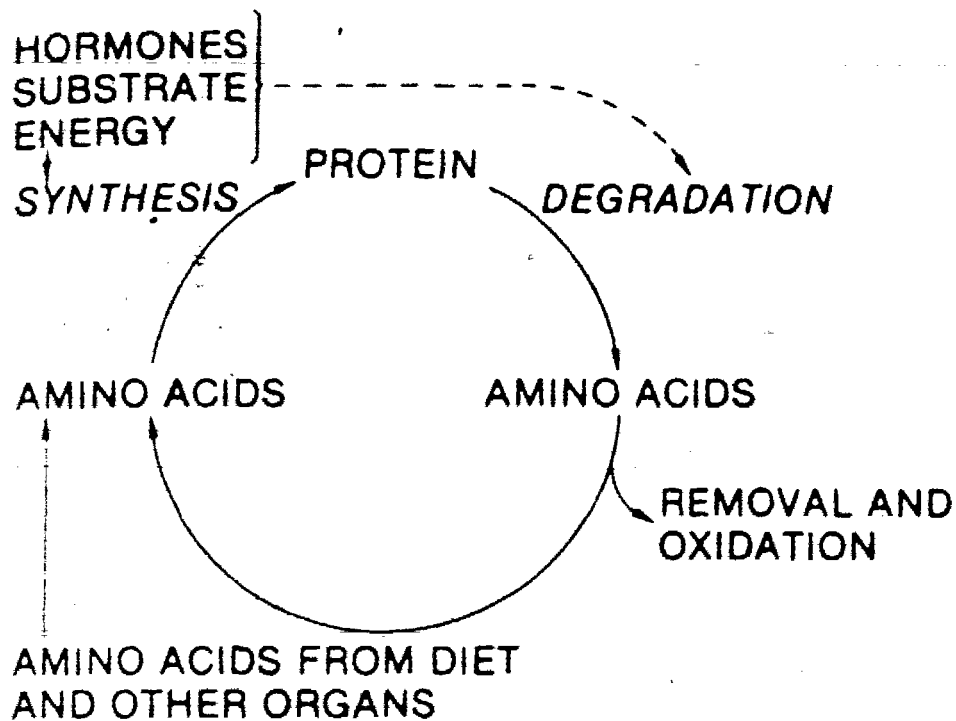 HORMONES
SUBSTRATE
ENERGY
SYNTHESIS
PROTEIN
DEGRADATION
AMINO ACIDS
AMINO ACIDS
REMOVAL AND
OXIDATION
AMINO ACIDS FROM DIET
AND OTHER ORGANS